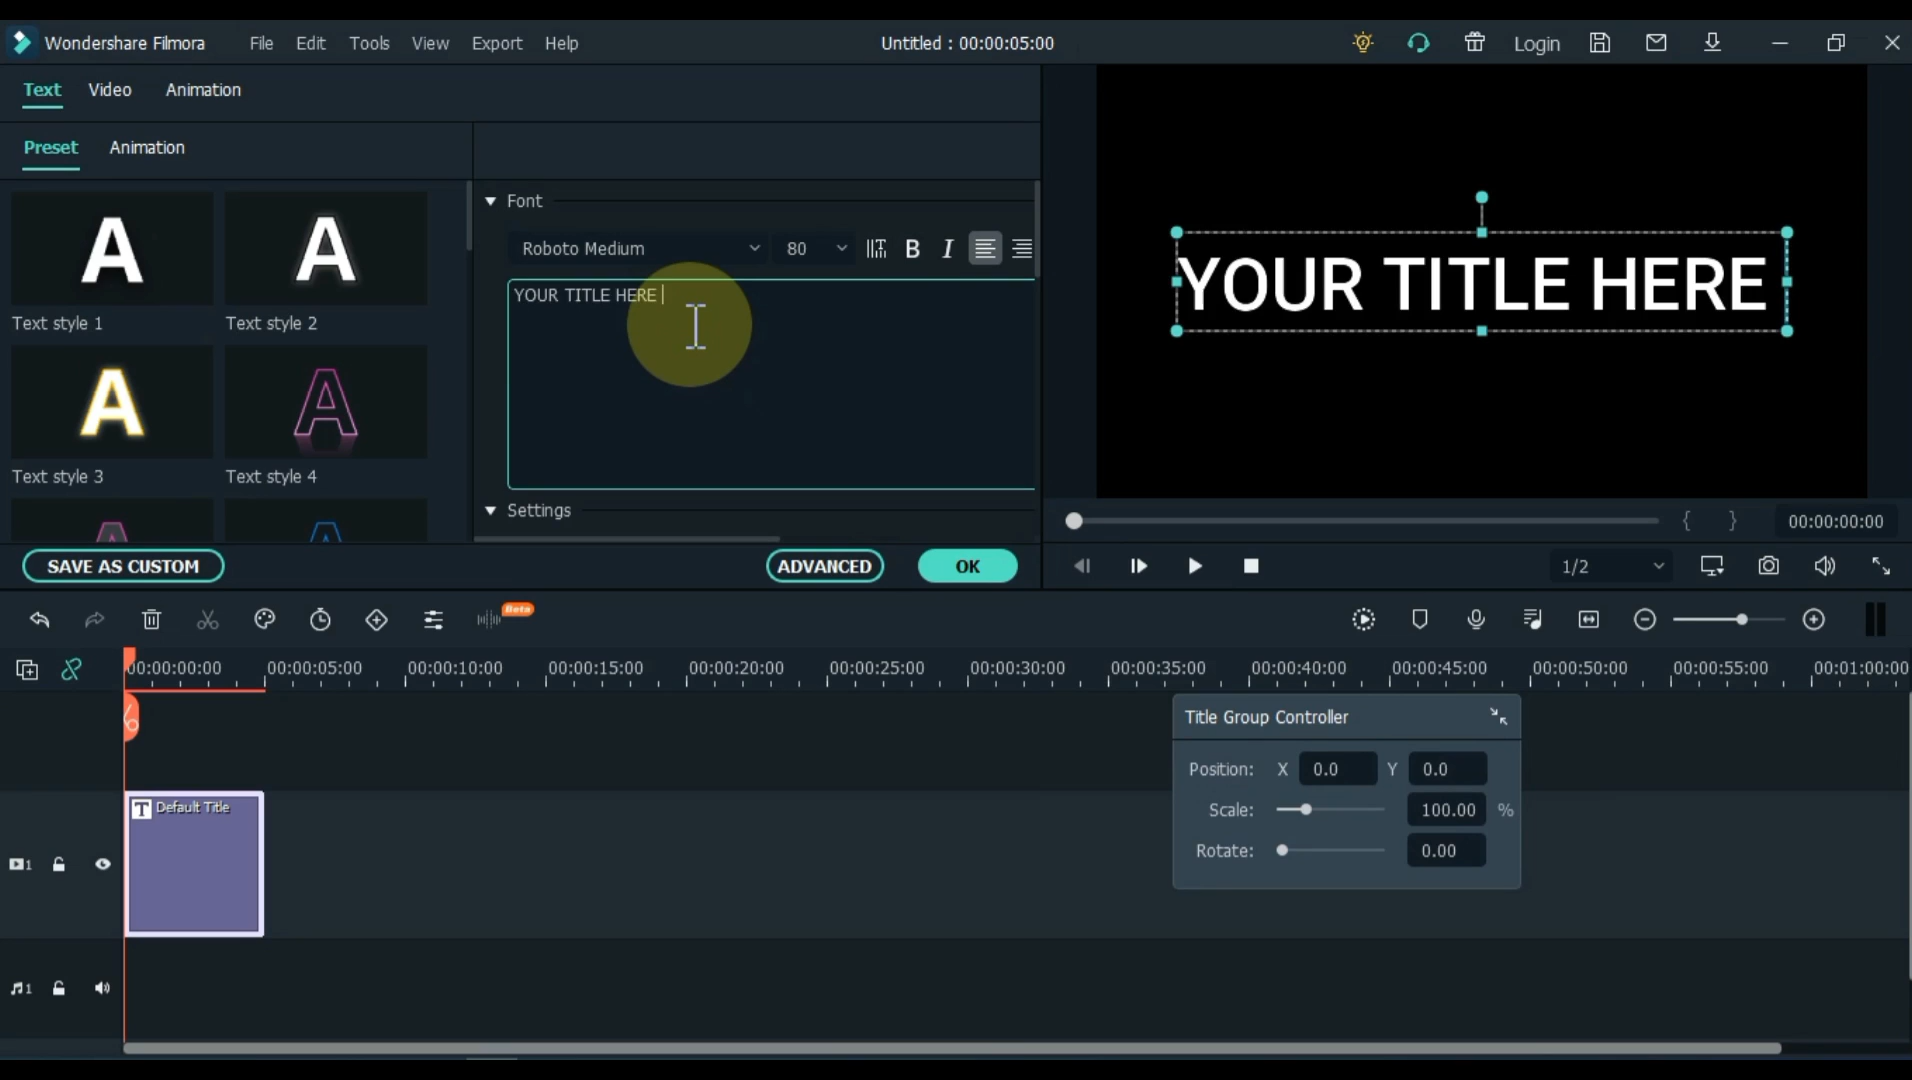 Wondershare Filmora File Edit Tools View Export Help Untitled : 00:00:05:00 Login
Text Video Animation
Preset Animation
Font
Roboto Medium 80 B I
YOUR TITLE HERE
A A
Text style 1 Text style 2
A A
Text style 3 Text style 4
Settings
A A
SAVE AS CUSTOM ADVANCED OK
YOUR TITLE HERE
{ } 00:00:00:00
1/2
Beta
00:00:00:00 00:00:05:00 00:00:10:00 00:00:15:00 00:00:20:00 00:00:25:00 00:00:30:00 00:00:35:00 00:00:40:00 00:00:45:00 00:00:50:00 00:00:55:00 00:01:00:00
Title Group Controller
Position: X 0.0 Y 0.0
Scale: 100.00 %
Rotate: 0.00
T Default Title
1
1